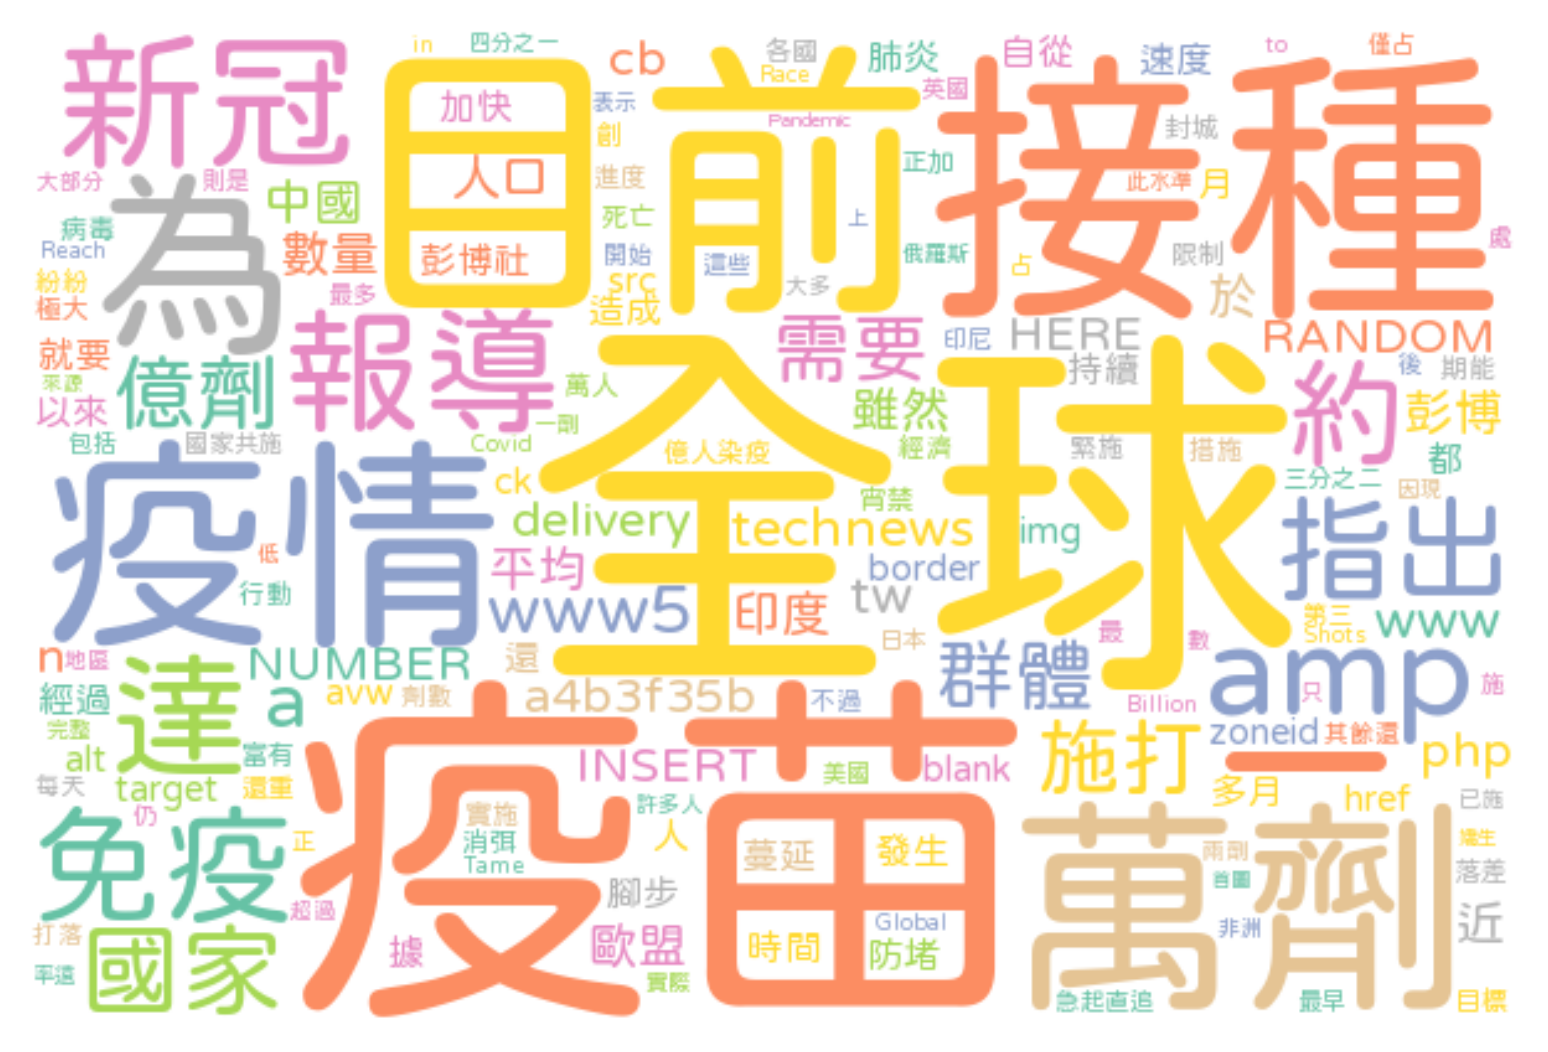 in 四分之一 cb 各國 肺炎 自從 速度 to 僅占
新冠 目前 接種
Race 加快 表示 英國
創 Pandemic 封城
人口 進度 正加 此水準 月
大部分 則是 中國 死亡 上
為 病毒 Reach 數量 彭博社 開始 這些 俄羅斯 占 限制 處
紛紛 最多 src 大多 於
極大 造成
報導 需要 印尼 HERE RANDOM
就要 億劑 萬人 全球 持續 約 後 期能
來源 以來 一劑 雖然 彭博
包括 國家共施 Covid 億人染疫 經濟 緊施 措施 都
疫情 ck 宵禁 三分之二 因現
delivery technews img 指出
低 平均 border
行動 www5 印度 tw 第三 www
n 地區 NUMBER 還 日本 最 數 Shots
達 群體 amp
經過 a avw 劑數 a4b3f35b 不過 Billion 只 施
完整 疫苗 施打 zoneid 其餘還
alt 富有 INSERT 美國 blank 一 php
每天 target 還重 多月 href 已施
仍 實施 許多人 萬劑
免疫 正 消弭 人 蔓延 發生 兩劑
Tame 首圖 落差
超過 腳步 Global 非洲 近
打落 國家 據 歐盟 時間 防堵
實際 急起直追 最早 目標